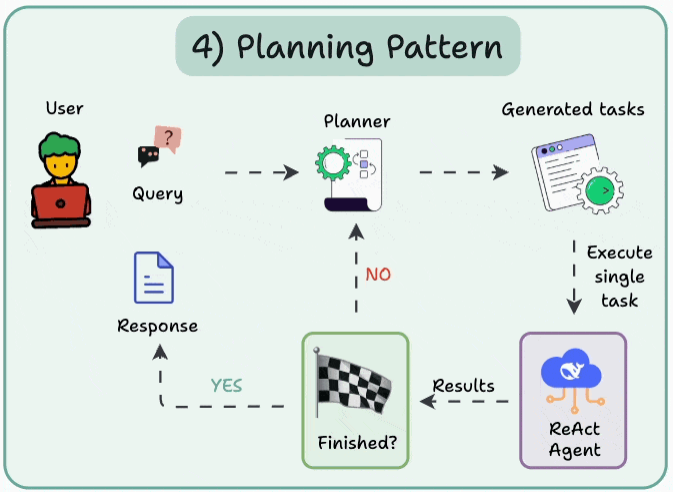 4) Planning Pattern
User
Query
Planner
Generated tasks
Execute
single
task
ReAct
Agent
Results
Finished?
NO
YES
Response